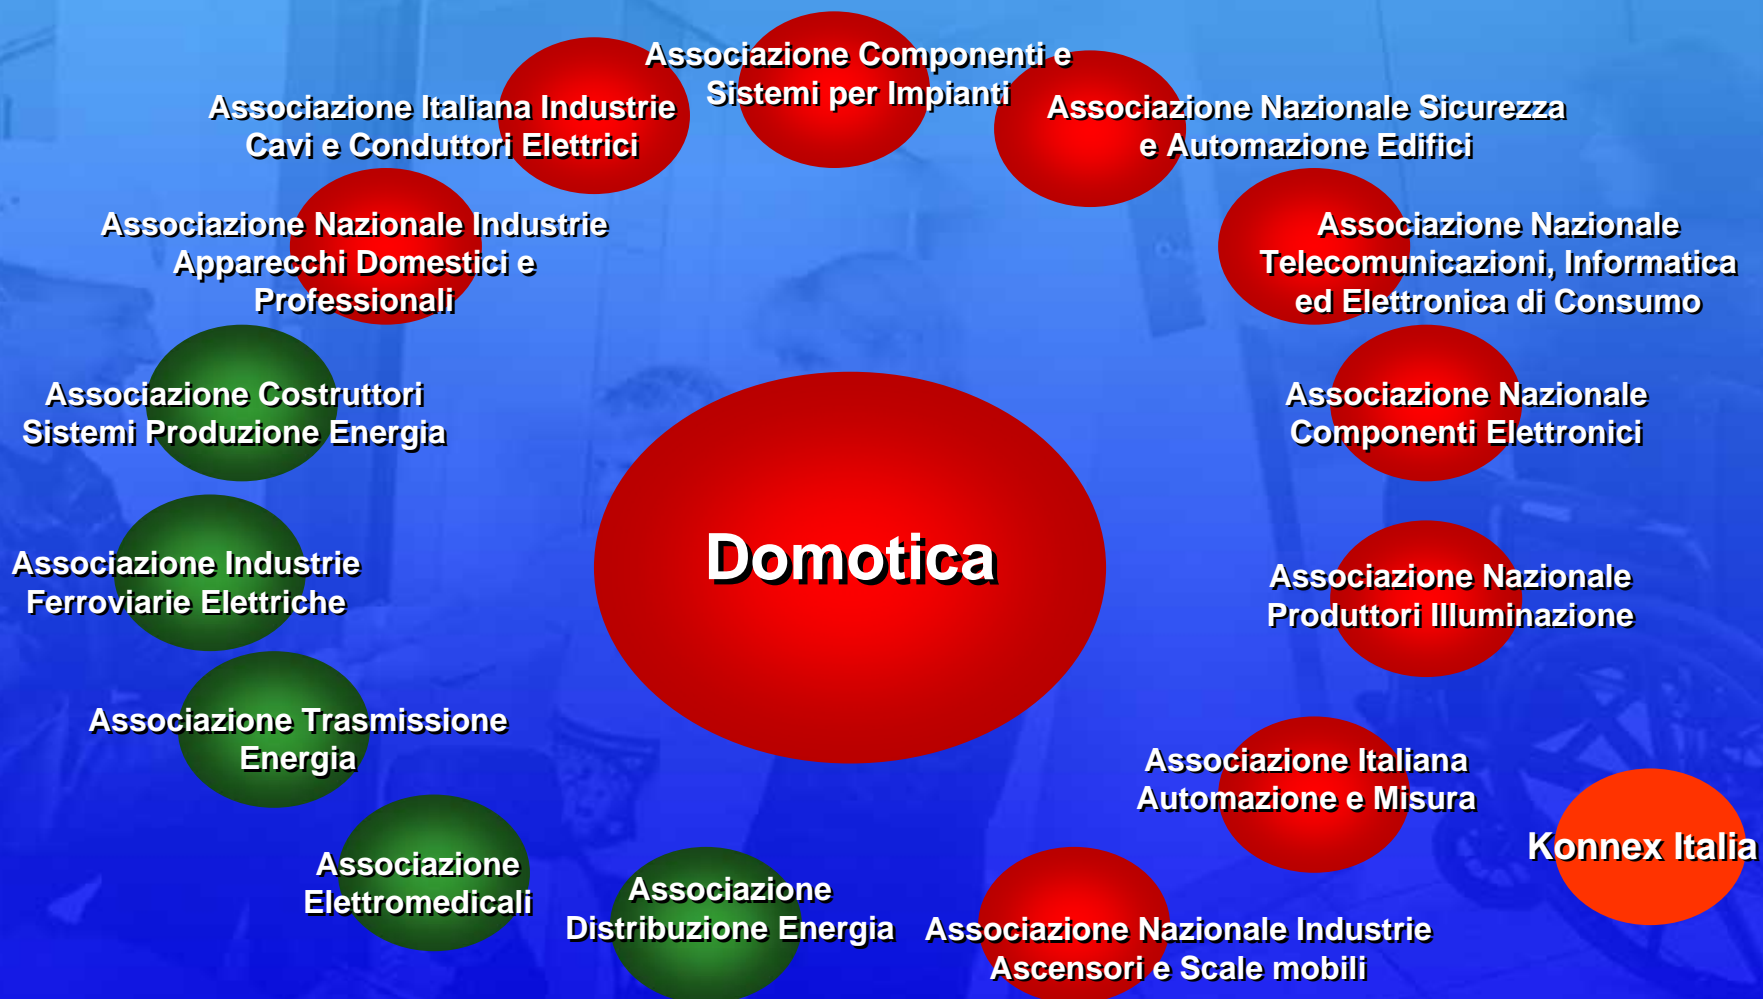 Associazione Componenti e
Sistemi per Impianti
Associazione Italiana Industrie
Cavi e Conduttori Elettrici
Associazione Nazionale Sicurezza
e Automazione Edifici
Associazione Nazionale Industrie
Apparecchi Domestici e
Professionali
Associazione Nazionale
Telecomunicazioni, Informatica
ed Elettronica di Consumo
Associazione Costruttori
Sistemi Produzione Energia
Associazione Nazionale
Componenti Elettronici
Domotica
Associazione Industrie
Ferroviarie Elettriche
Associazione Nazionale
Produttori Illuminazione
Associazione Trasmissione
Energia
Associazione Italiana
Automazione e Misura
Konnex Italia
Associazione
Elettromedicali
Associazione
Distribuzione Energia
Associazione Nazionale Industrie
Ascensori e Scale mobili